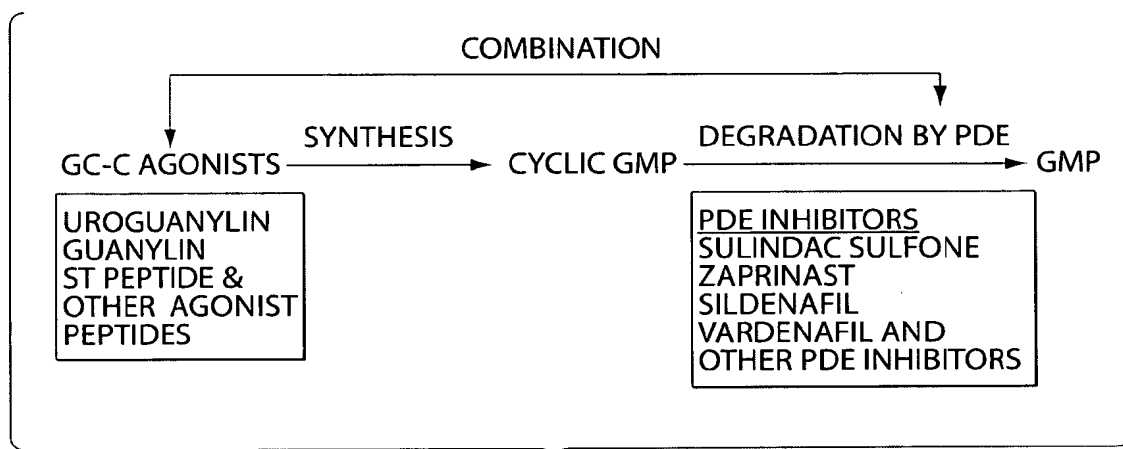 COMBINATION
SYNTHESIS
DEGRADATION BY PDE
GC-C AGONISTS
CYCLIC GMP
GMP
UROGUANYLIN
GUANYLIN
ST PEPTIDE &
OTHER AGONIST
PEPTIDES
PDE INHIBITORS
SULINDAC SULFONE
ZAPRINAST
SILDENAFIL
VARDENAFIL AND
OTHER PDE INHIBITORS